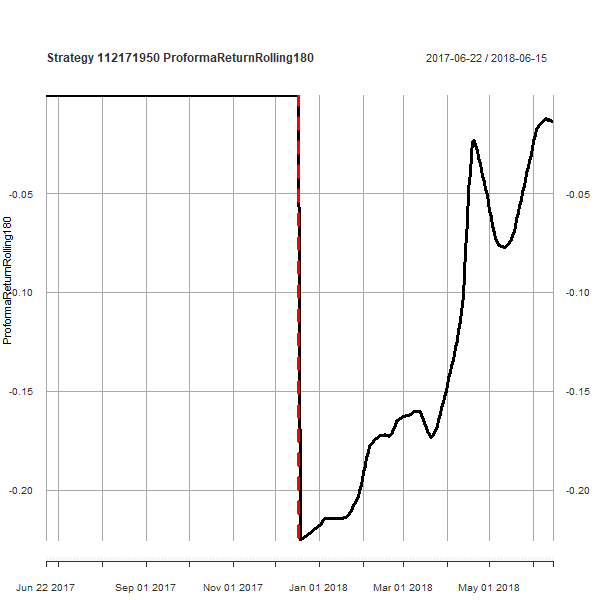 Strategy 112171950 ProformaReturnRolling180
2017-06-22 / 2018-06-15
ProformaReturnRolling180
-0.05
-0.05
-0.10
-0.10
-0.15
-0.15
-0.20
-0.20
Jun 22 2017
Sep 01 2017
Nov 01 2017
Jan 01 2018
Mar 01 2018
May 01 2018